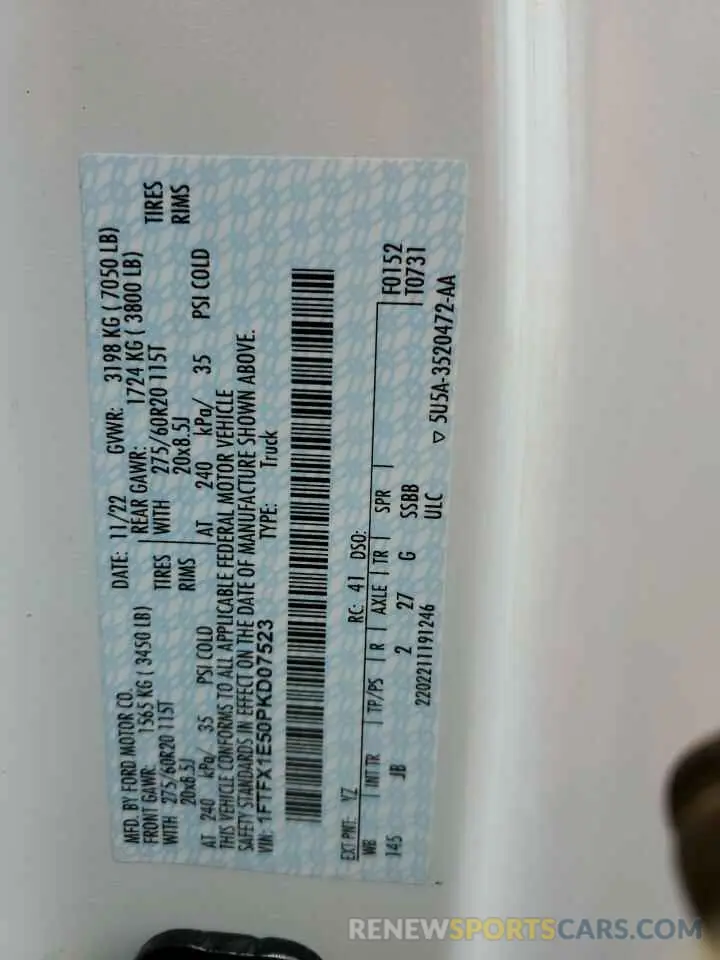 MFD. BY FORD MOTOR CO.
DATE: 11/22 GVWR: 3198 KG ( 7050 LB)
FRONT GAWR: 1565 KG ( 3450 LB) REAR GAWR: 1724 KG ( 3800 LB)
WITH 275/60R20 115T TIRES WITH 275/60R20 115T TIRES
20x8.5J RIMS 20x8.5J RIMS
AT 240 kPa/ 35 PSI COLD AT 240 kPa/ 35 PSI COLD
THIS VEHICLE CONFORMS TO ALL APPLICABLE FEDERAL MOTOR VEHICLE
SAFETY STANDARDS IN EFFECT ON THE DATE OF MANUFACTURE SHOWN ABOVE.
VIN: 1FTFX1E50PKD07523 TYPE: Truck
EXT PNT: YZ RC: 41 DSO:
WB INT TR TP/PS R AXLE TR SPR F0152
145 JB 2 27 G SSBB T0731
2202211191246 ULC
▽ 5U5A-3520472-AA
RENEWSPORTSCARS.COM